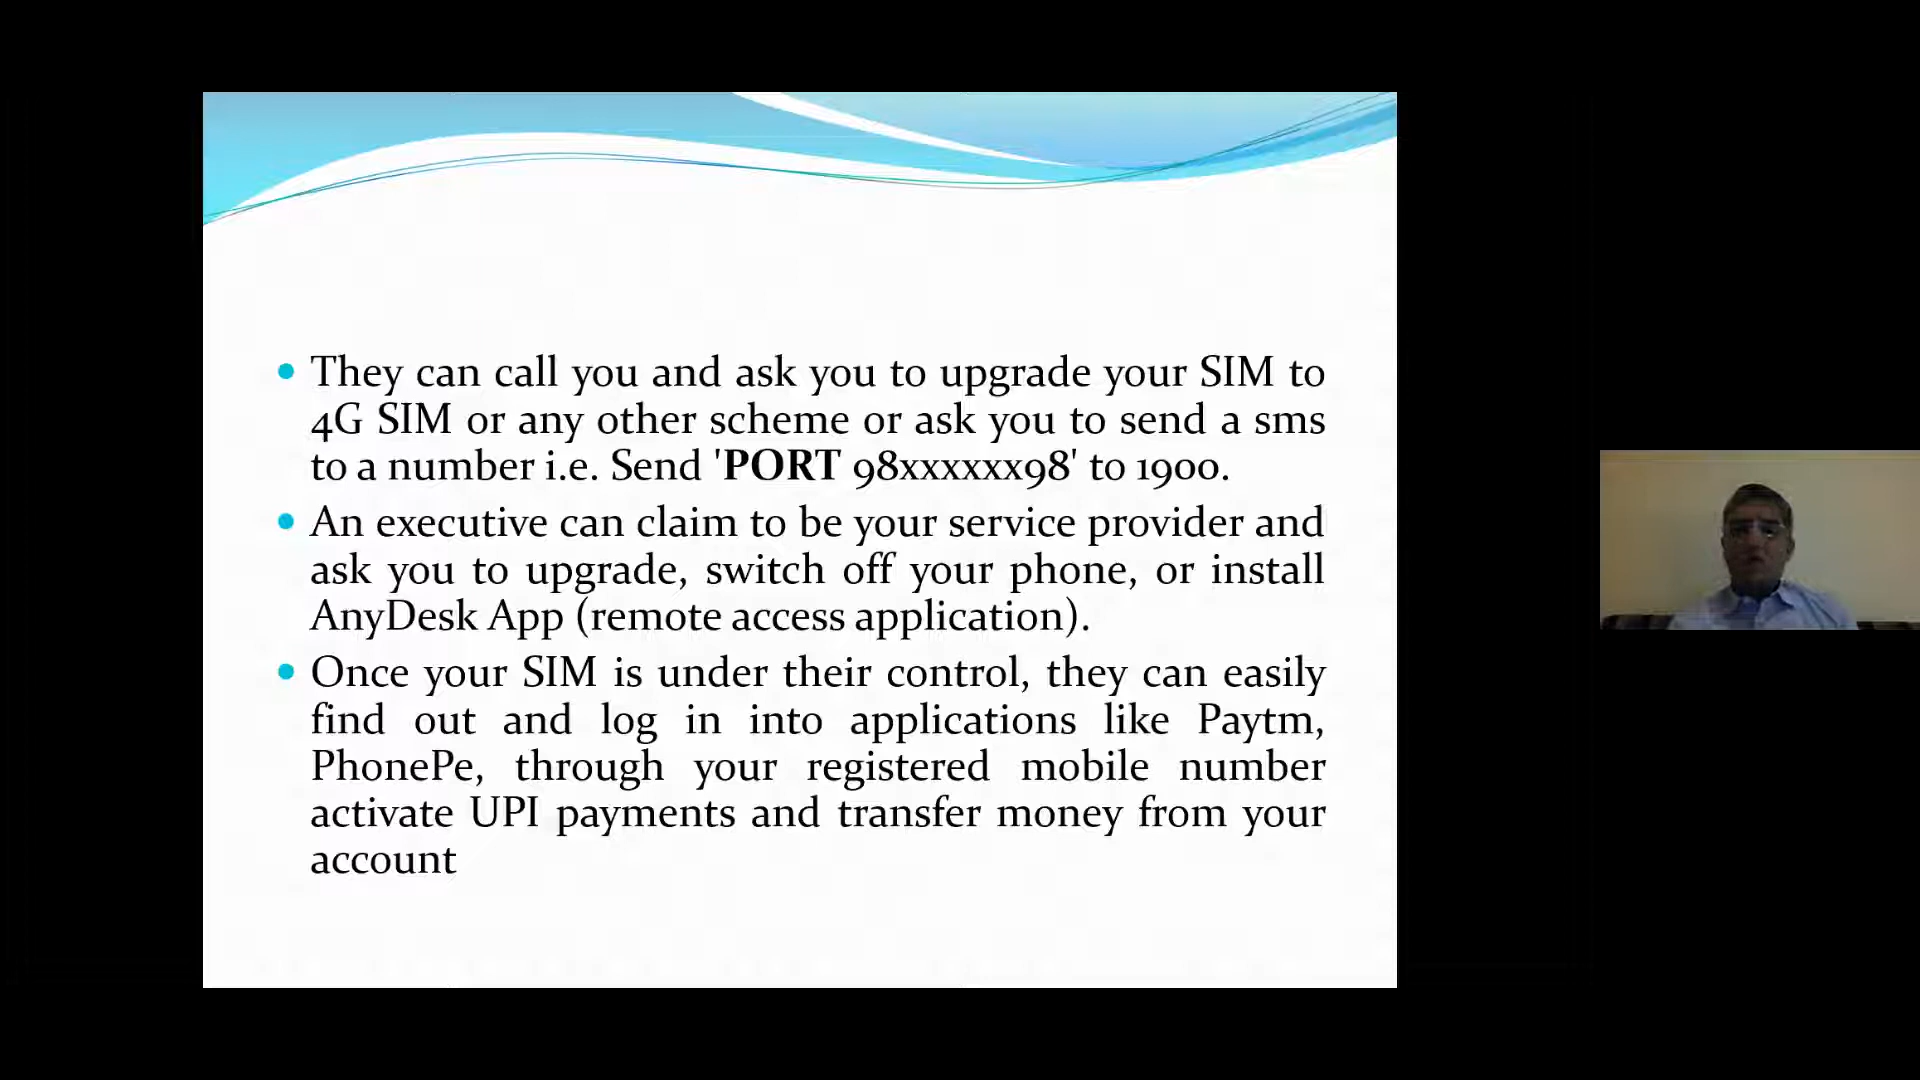 They can call you and ask you to upgrade your SIM to
4G SIM or any other scheme or ask you to send a sms
to a number i.e. Send 'PORT 98xxxxxx98' to 1900.
An executive can claim to be your service provider and
ask you to upgrade, switch off your phone, or install
AnyDesk App (remote access application).
Once your SIM is under their control, they can easily
find out and log in into applications like Paytm,
PhonePe, through your registered mobile number
activate UPI payments and transfer money from your
account